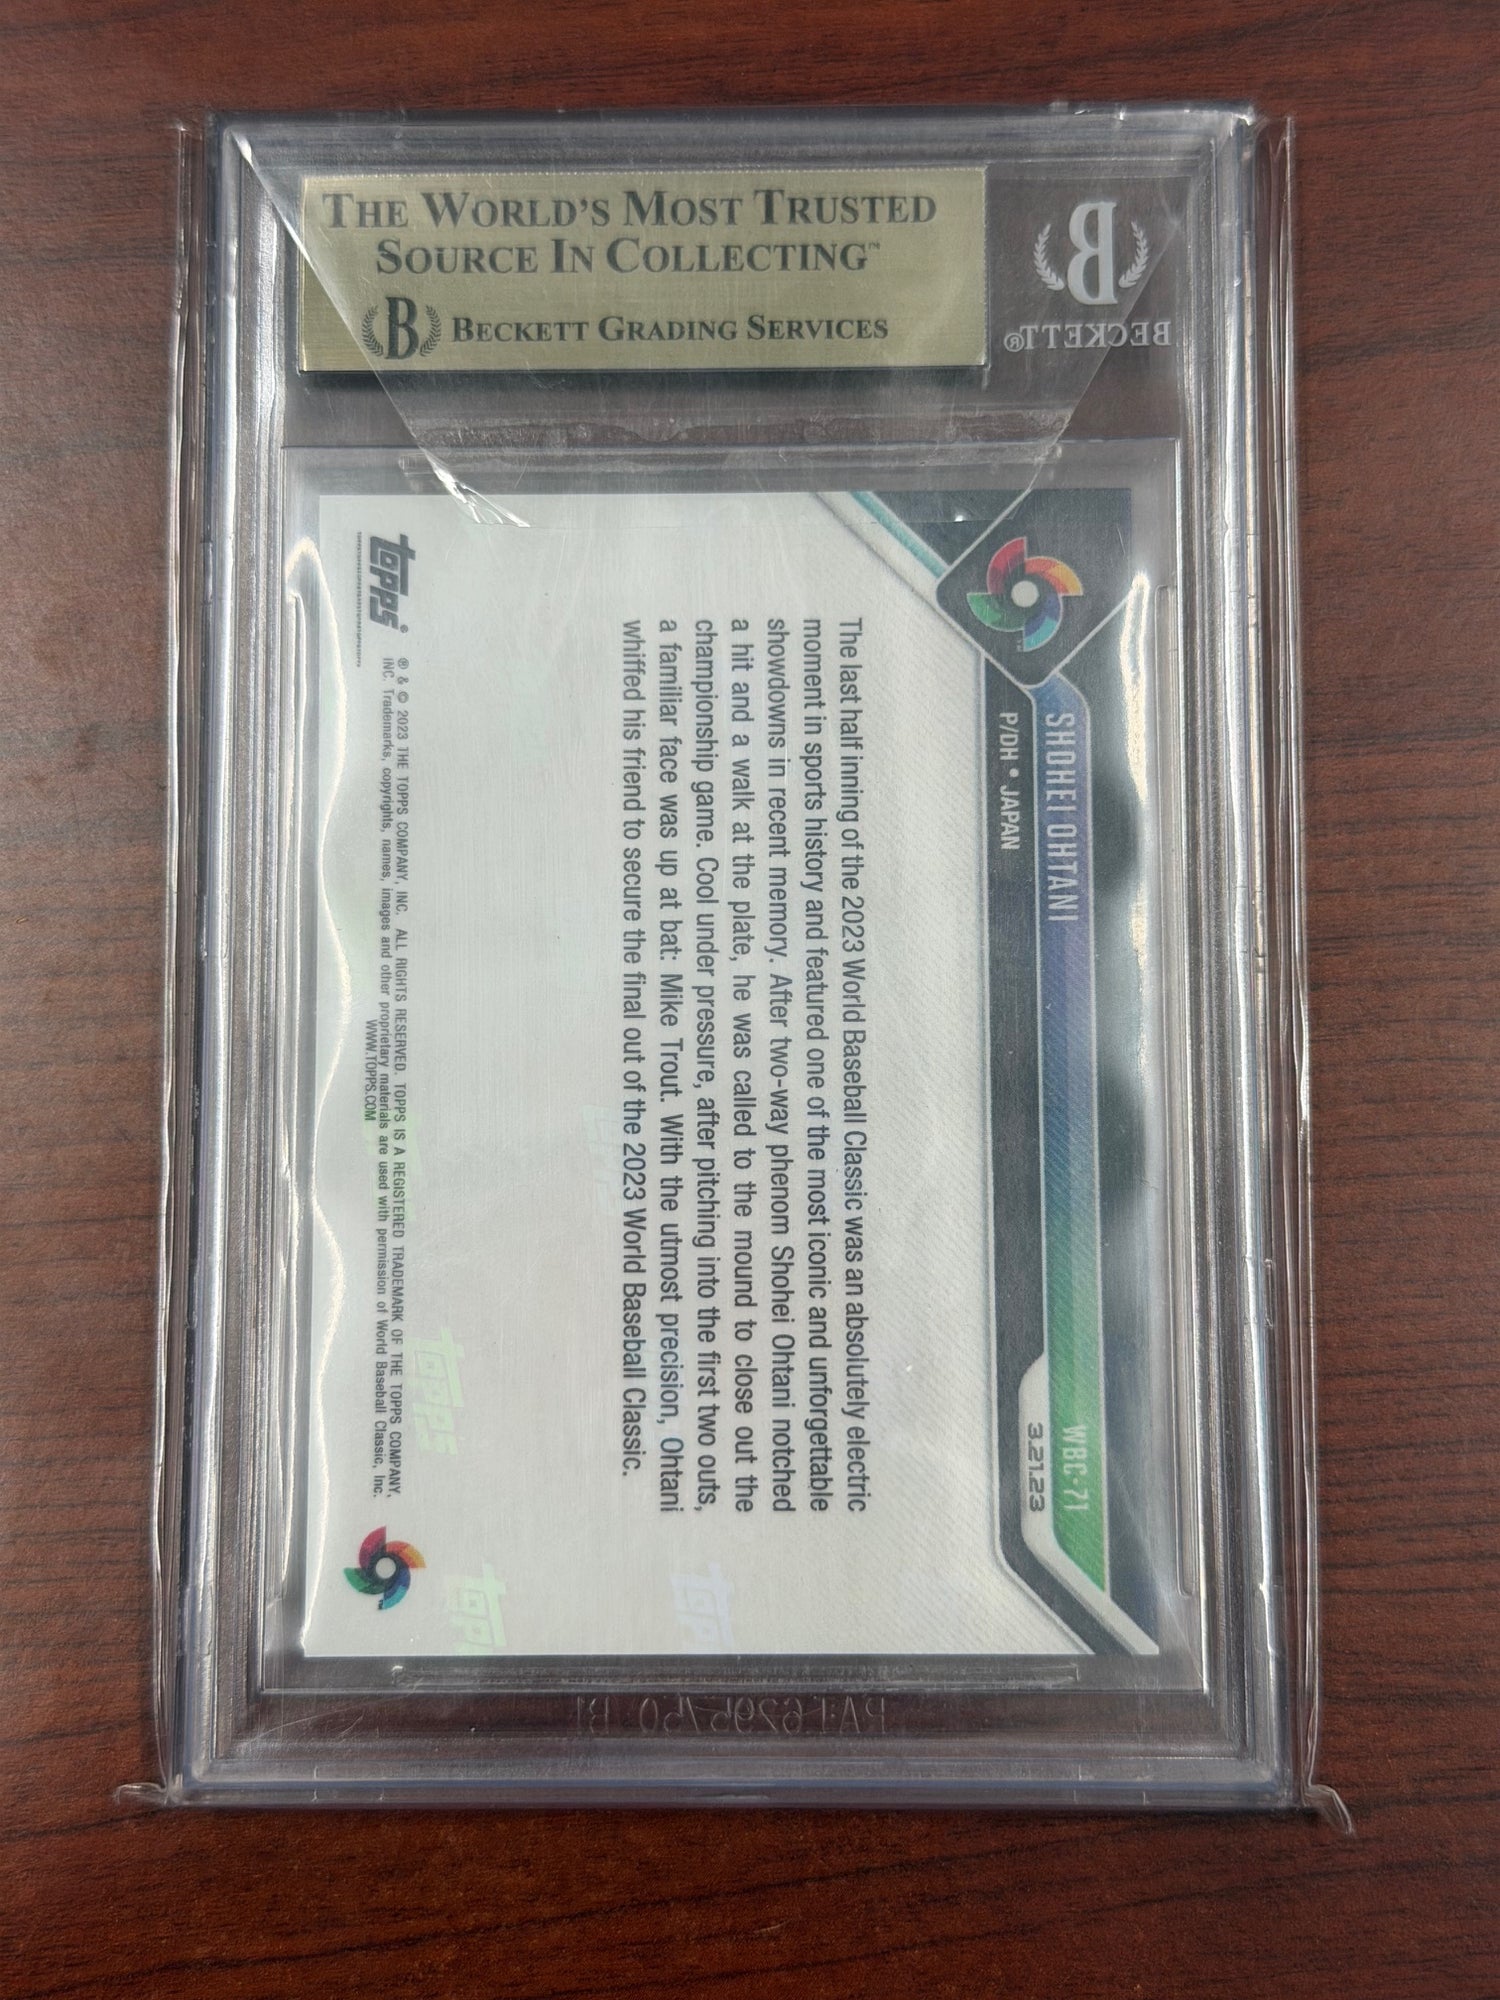 THE WORLD'S MOST TRUSTED
SOURCE IN COLLECTING™
B BECKETT GRADING SERVICES
B
BECKETT®
SHOHEI OHTANI
WBC-71
P/DH • JAPAN
3.21.23
The last half inning of the 2023 World Baseball Classic was an absolutely electric
moment in sports history and featured one of the most iconic and unforgettable
showdowns in recent memory. After two-way phenom Shohei Ohtani notched
a hit and a walk at the plate, he was called to the mound to close out the
championship game. Cool under pressure, after pitching into the first two outs,
a familiar face was up at bat: Mike Trout. With the utmost precision, Ohtani
whiffed his friend to secure the final out of the 2023 World Baseball Classic.
topps®
® & © 2023 THE TOPPS COMPANY, INC. ALL RIGHTS RESERVED. TOPPS IS A REGISTERED TRADEMARK OF THE TOPPS COMPANY,
INC. Trademarks, copyrights, names, images and other proprietary materials are used with permission of World Baseball Classic, Inc.
WWW.TOPPS.COM
topps